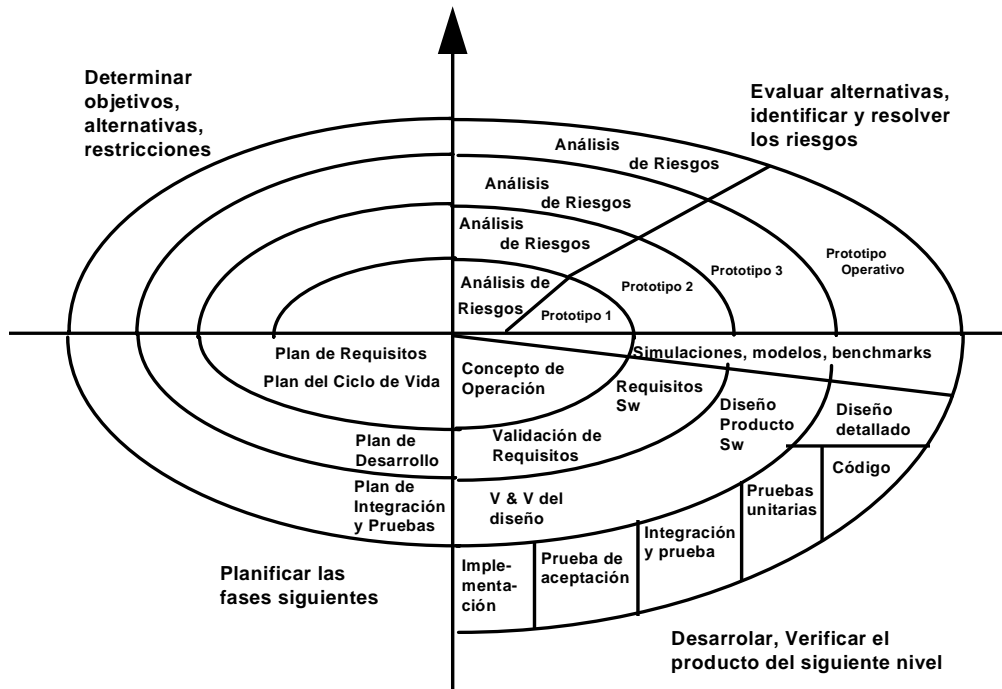 Determinar
objetivos,
alternativas,
restricciones
Evaluar alternativas,
identificar y resolver
los riesgos
Análisis
de Riesgos
Análisis
de Riesgos
Análisis
de Riesgos
Análisis de
Riesgos
Prototipo 1
Prototipo 2
Prototipo 3
Prototipo
Operativo
Simulaciones, modelos, benchmarks
Plan de Requisitos
Plan del Ciclo de Vida
Concepto de
Operación
Requisitos
Sw
Diseño
Producto
Sw
Diseño
detallado
Plan de
Desarrollo
Validación de
Requisitos
Código
Plan de
Integración
y Pruebas
V & V del
diseño
Pruebas
unitarias
Integración
y prueba
Prueba de
aceptación
Imple-
menta-
ción
Planificar las
fases siguientes
Desarrolar, Verificar el
producto del siguiente nivel